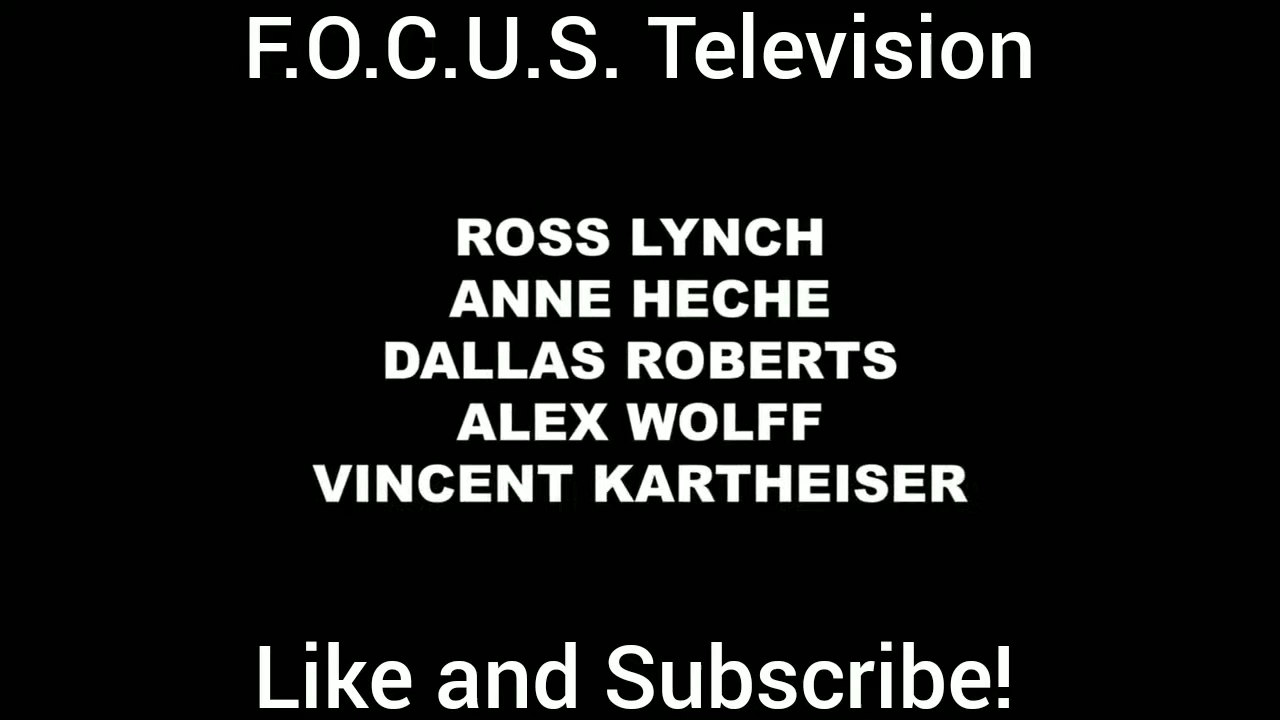 F.O.C.U.S. Television
ROSS LYNCH
ANNE HECHE
DALLAS ROBERTS
ALEX WOLFF
VINCENT KARTHEISER
Like and Subscribe!